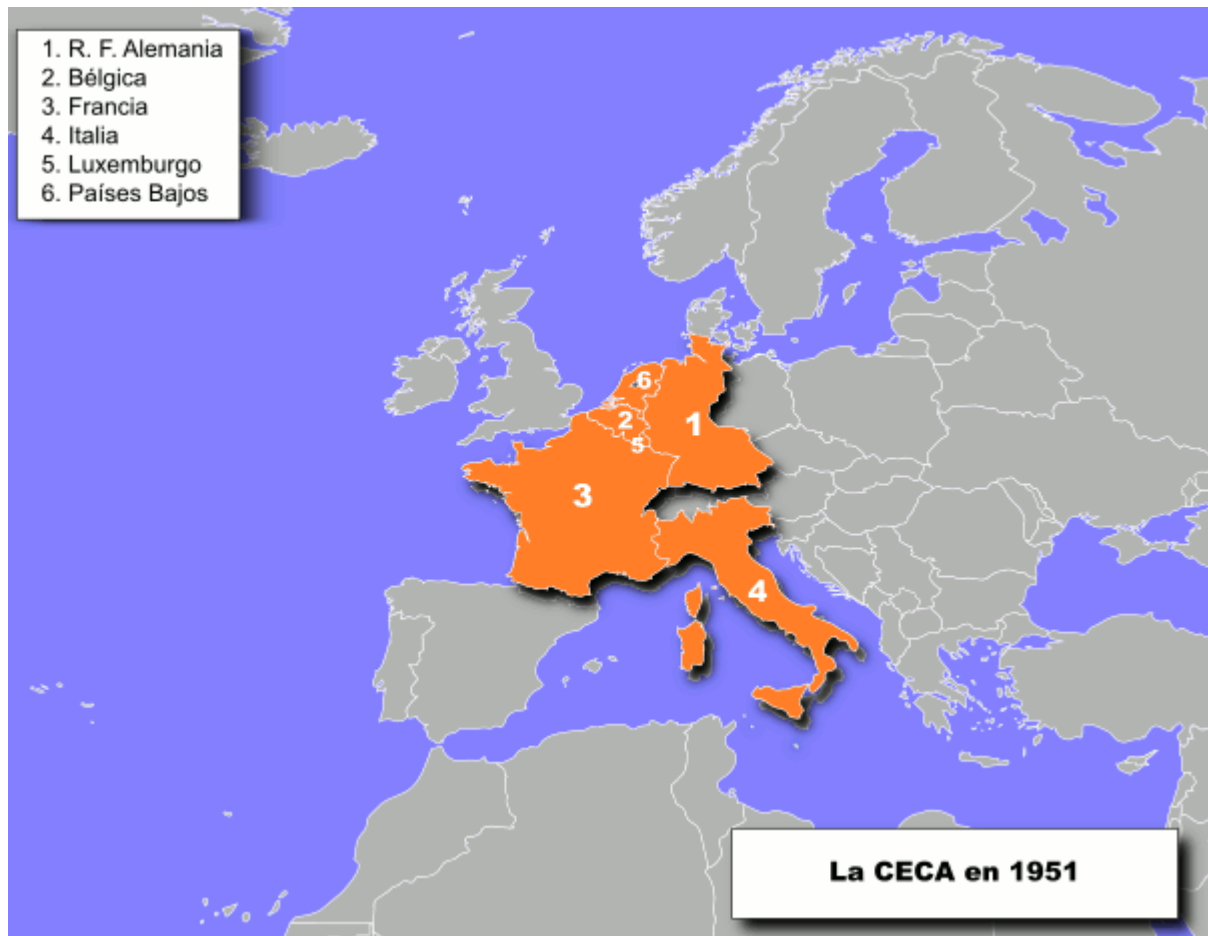 1. R. F. Alemania
2. Bélgica
3. Francia
4. Italia
5. Luxemburgo
6. Países Bajos
6
2
1
5
3
4
La CECA en 1951